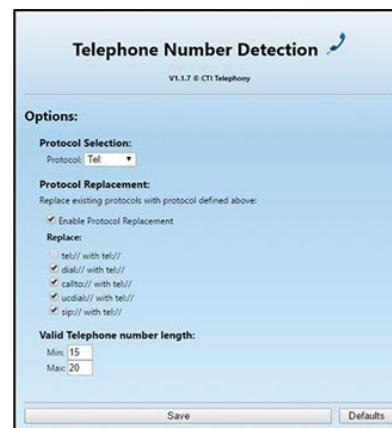 Telephone Number Detection
V1.1.7 © CTI Telephony
Options:
Protocol Selection:
Protocol: Tel:
Protocol Replacement:
Replace existing protocols with protocol defined above:
Enable Protocol Replacement
Replace:
tel:// with tel://
dial:// with tel://
callto:// with tel://
ucdial:// with tel://
sip:// with tel://
Valid Telephone number length:
Min: 15
Max: 20
Save Defaults